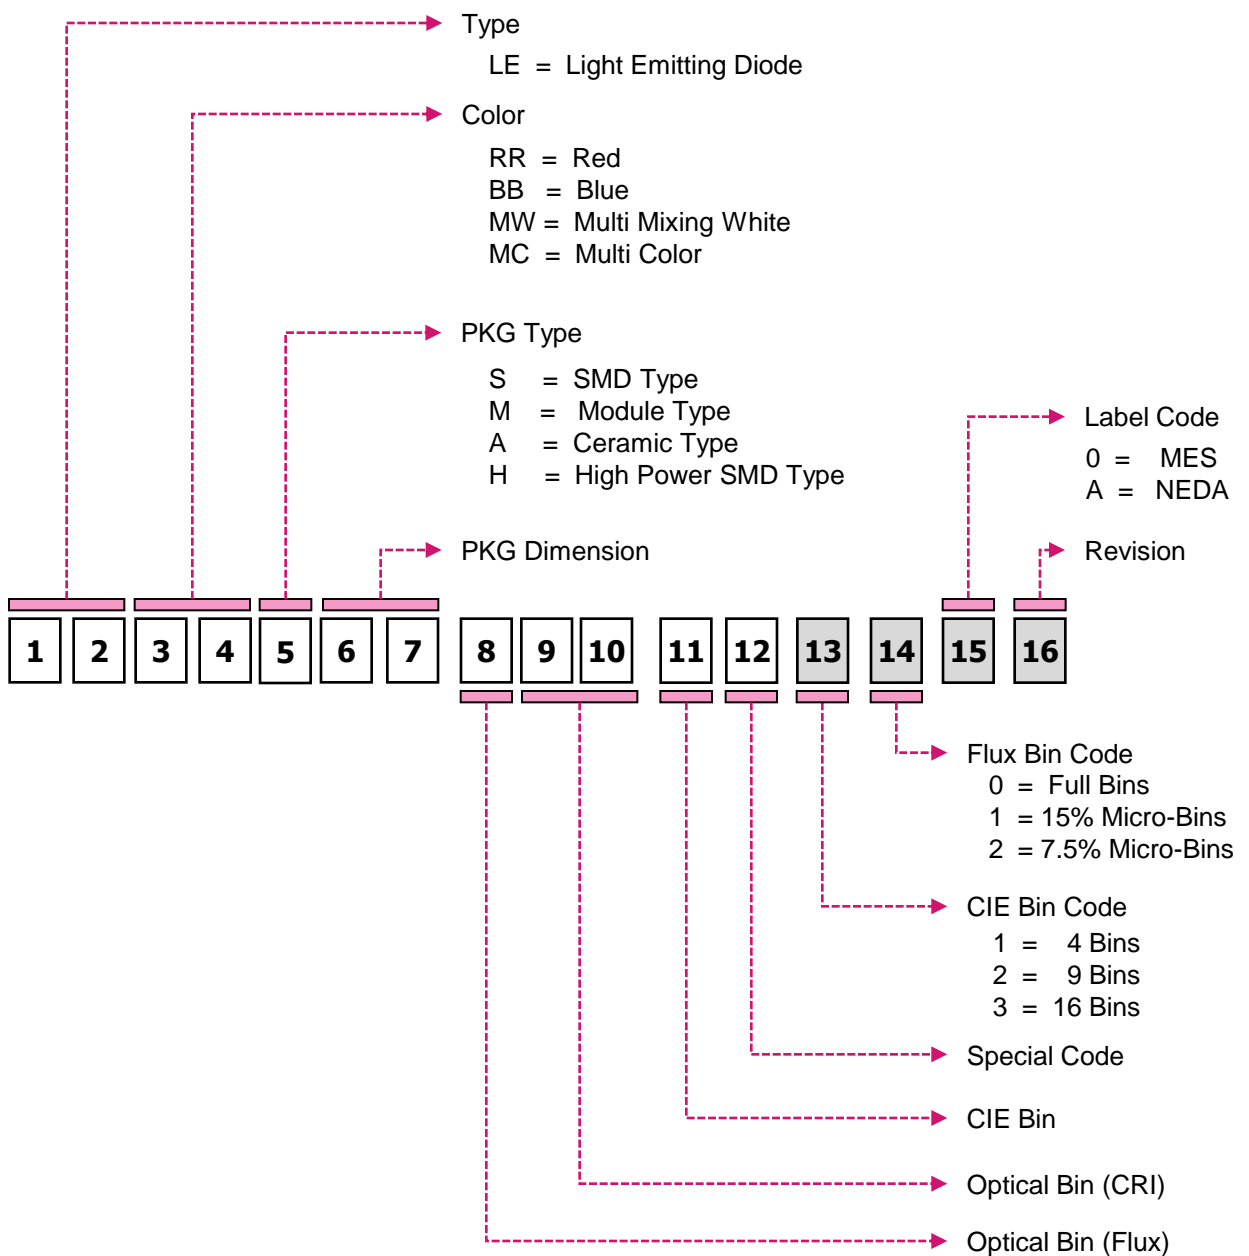 Type
LE = Light Emitting Diode
Color
RR = Red
BB = Blue
MW = Multi Mixing White
MC = Multi Color
PKG Type
S = SMD Type
M = Module Type
A = Ceramic Type
H = High Power SMD Type
Label Code
0 = MES
A = NEDA
PKG Dimension
Revision
1 2 3 4 5 6 7 8 9 10 11 12 13 14 15 16
Flux Bin Code
0 = Full Bins
1 = 15% Micro-Bins
2 = 7.5% Micro-Bins
CIE Bin Code
1 = 4 Bins
2 = 9 Bins
3 = 16 Bins
Special Code
CIE Bin
Optical Bin (CRI)
Optical Bin (Flux)